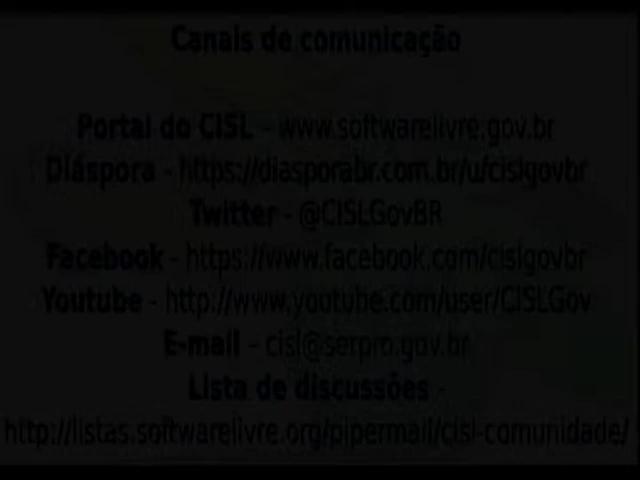 Canais de comunicação
Portal do CISL - www.softwarelivre.gov.br
Diáspora - https://diasporabr.com.br/u/cislgovbr
Twitter - @CISLGovBR
Facebook - https://www.facebook.com/cislgovbr
Youtube - http://www.youtube.com/user/CISLGov
E-mail - cisl@serpro.gov.br
Lista de discussões -
http://listas.softwarelivre.org/pipermail/cisl-comunidade/